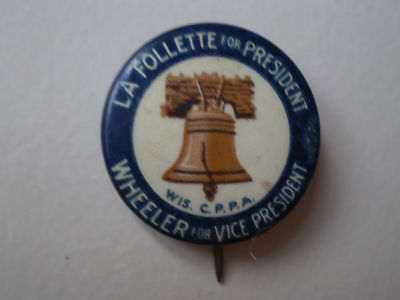 LA FOLLETTE FOR PRESIDENT
WIS. C.P.P.A.
WHEELER FOR VICE PRESIDENT